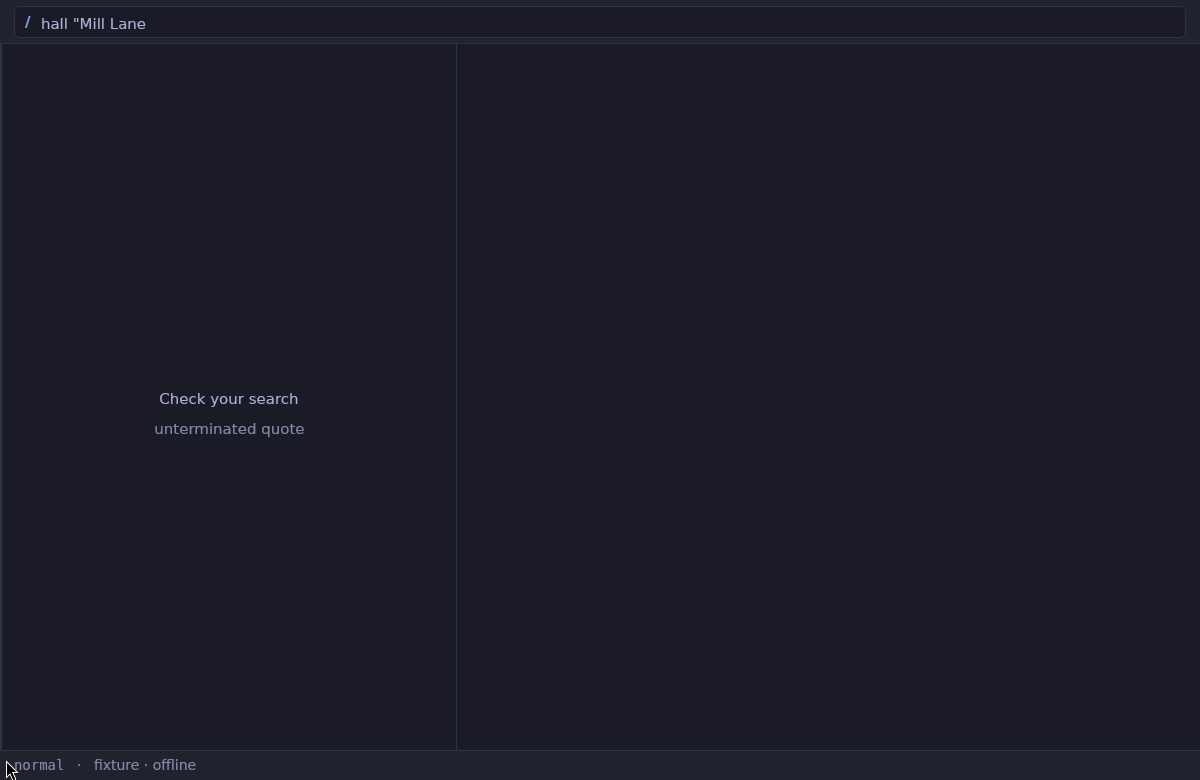 / hall "Mill Lane
Check your search
unterminated quote
normal · fixture · offline